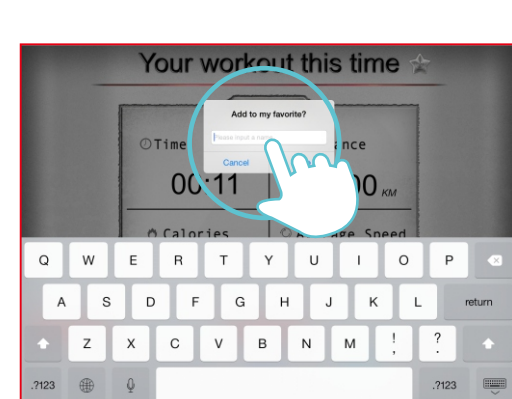 Your workout this time
Add to my favorite?
Please input a name
Cancel
Time
ance
00:11
00 KM
Calories
Average Speed
Q W E R T Y U I O P
A S D F G H J K L return
Z X C V B N M ! , ? .
.?123 .?123